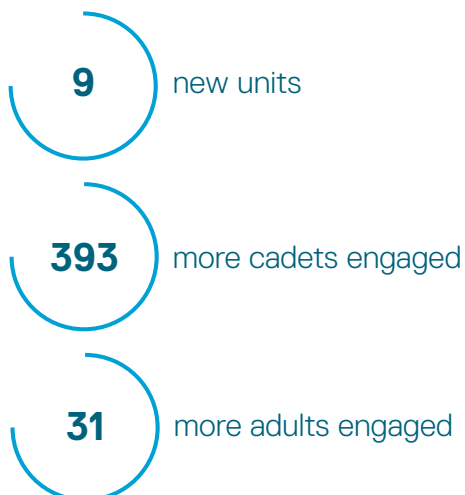 9 new units
393 more cadets engaged
31 more adults engaged